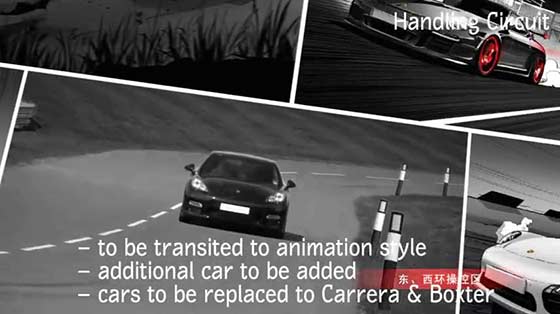 Handling Circuit
– to be transited to animation style
– additional car to be added
东、西环操控区
– cars to be replaced to Carrera & Boxter